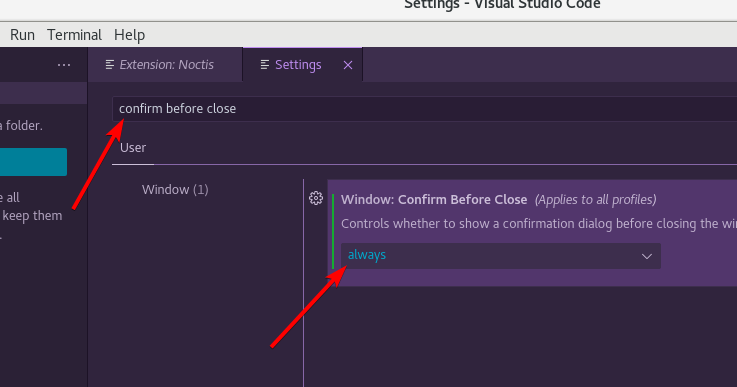 Settings - Visual Studio Code
Run Terminal Help
··· Extension: Noctis Settings
confirm before close
a folder.
User
e all
keep them
Window (1)
Window: Confirm Before Close (Applies to all profiles)
Controls whether to show a confirmation dialog before closing the win
always